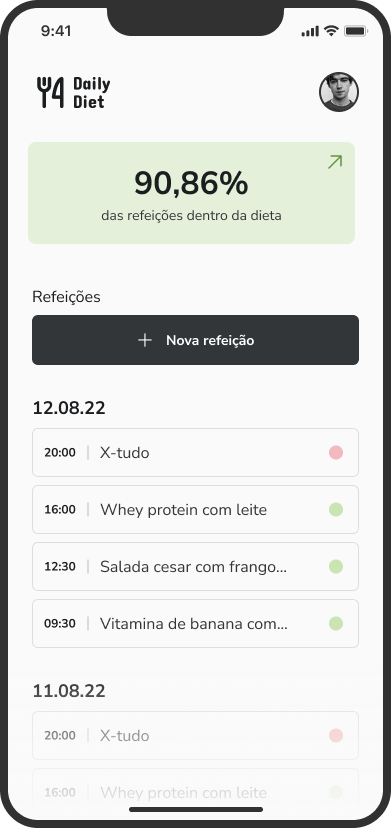 9:41
Daily
Diet
90,86%
das refeições dentro da dieta
Refeições
Nova refeição
12.08.22
20:00 X-tudo
16:00 Whey protein com leite
12:30 Salada cesar com frango...
09:30 Vitamina de banana com...
11.08.22
20:00 X-tudo
16:00 Whey protein com leite